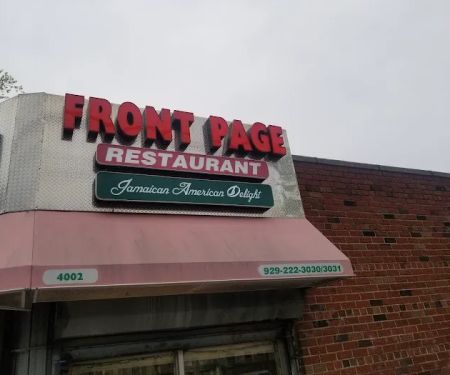 FRONT PAGE
RESTAURANT
Jamaican American Delight
4002
929-222-3030/3031